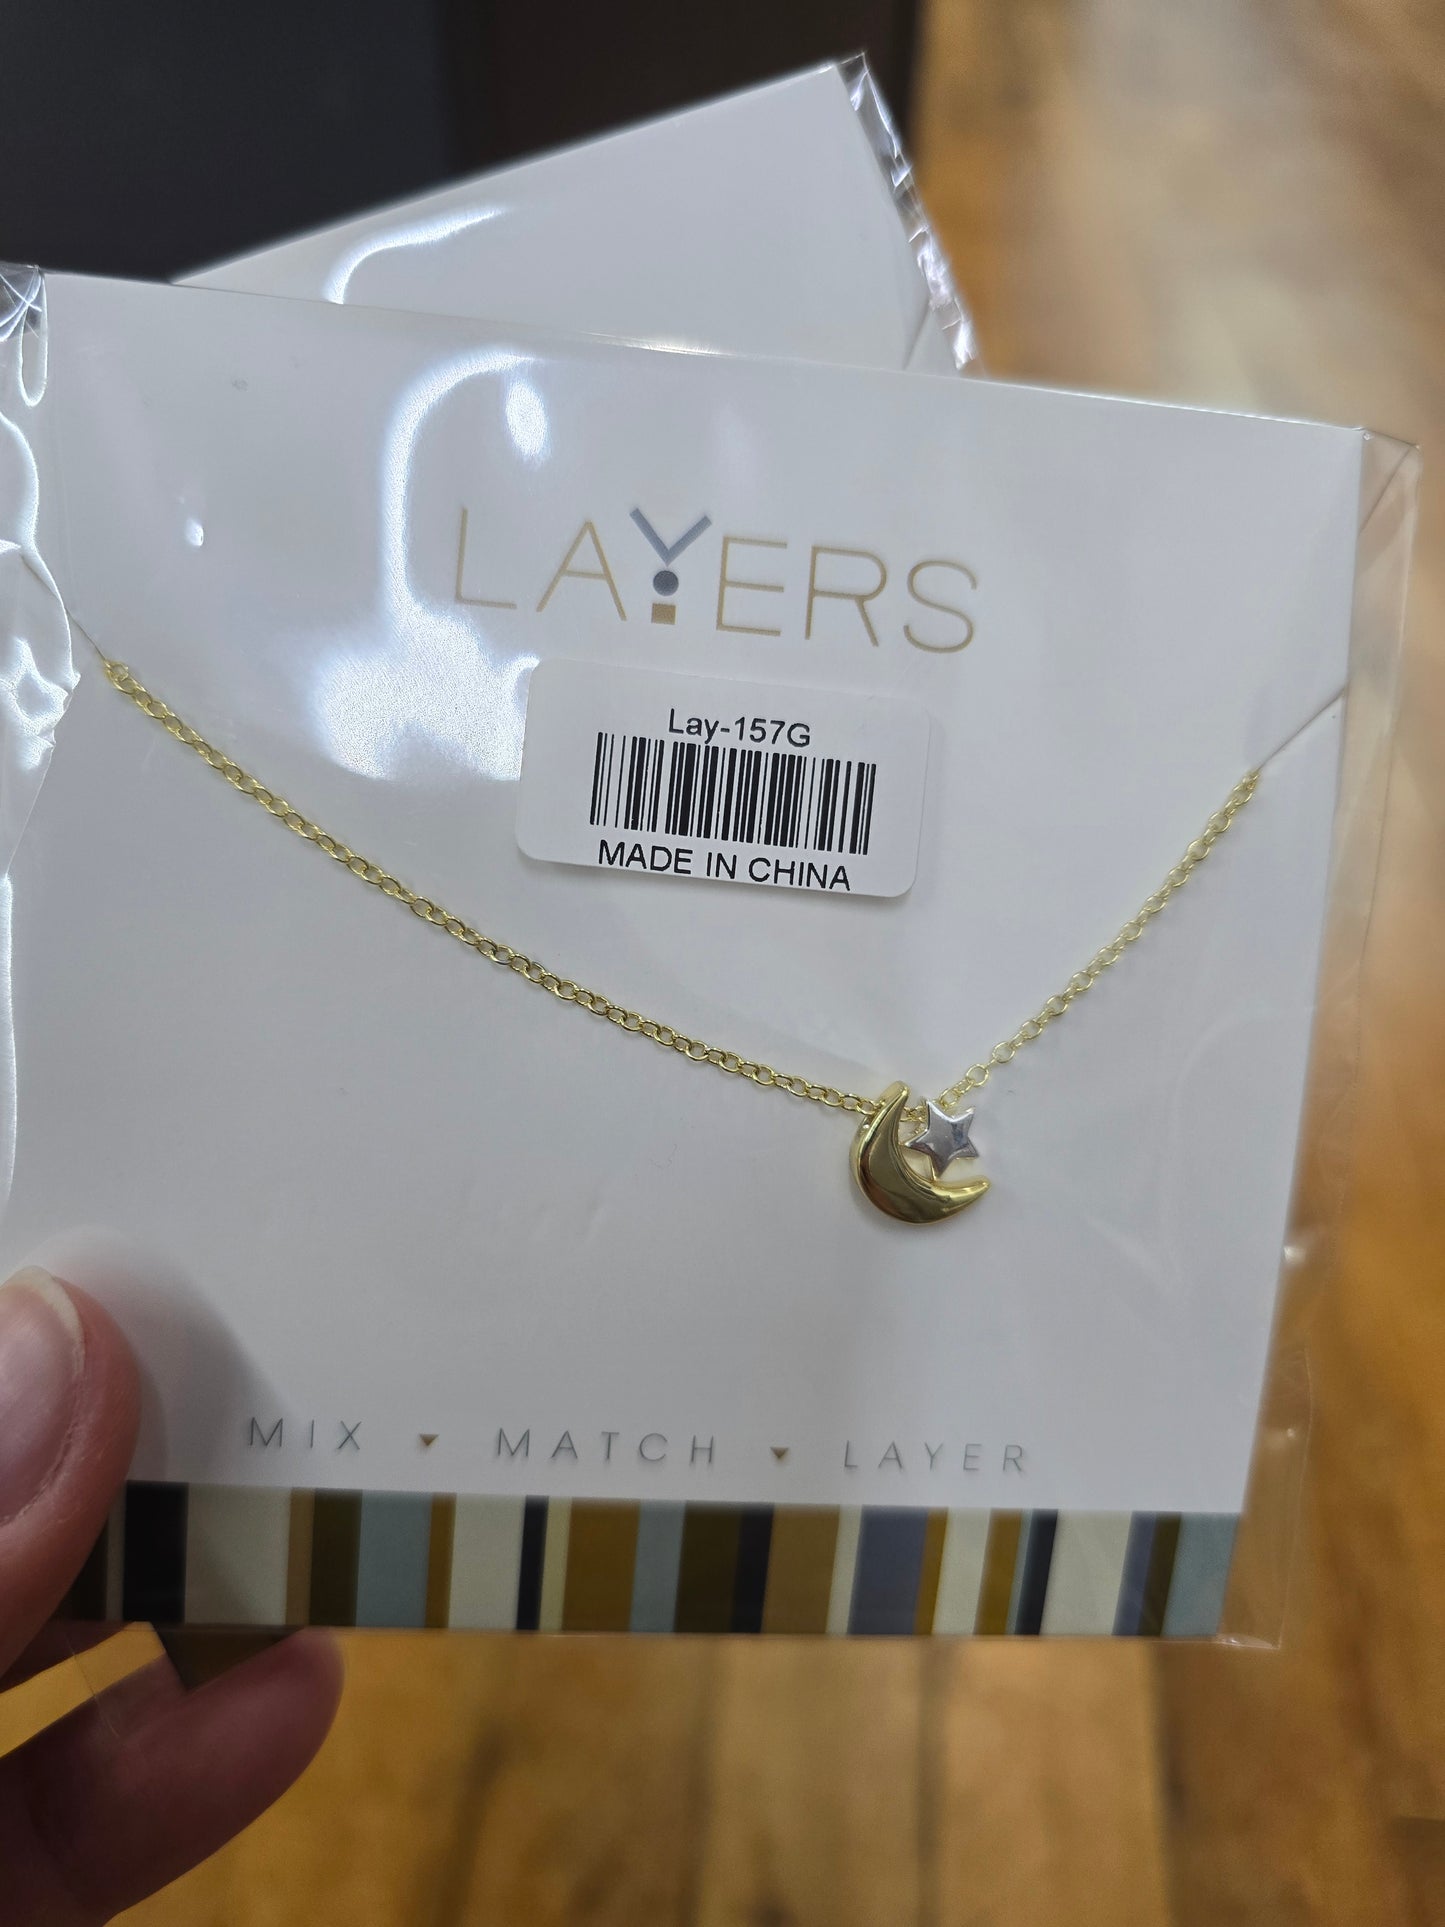 LAYERS
Lay-157G
MADE IN CHINA
MIX ▾ MATCH ▾ LAYER